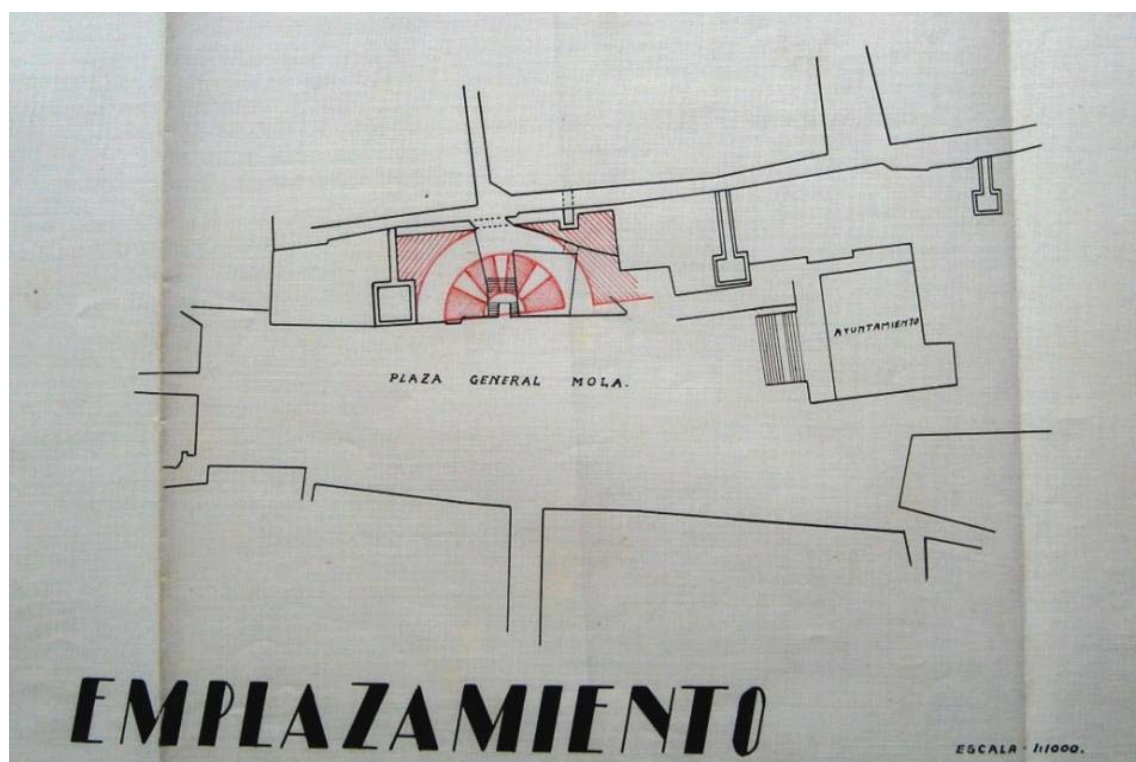 AYUNTAMIENTO
PLAZA GENERAL MOLA.
EMPLAZAMIENTO
ESCALA - 1:1000.